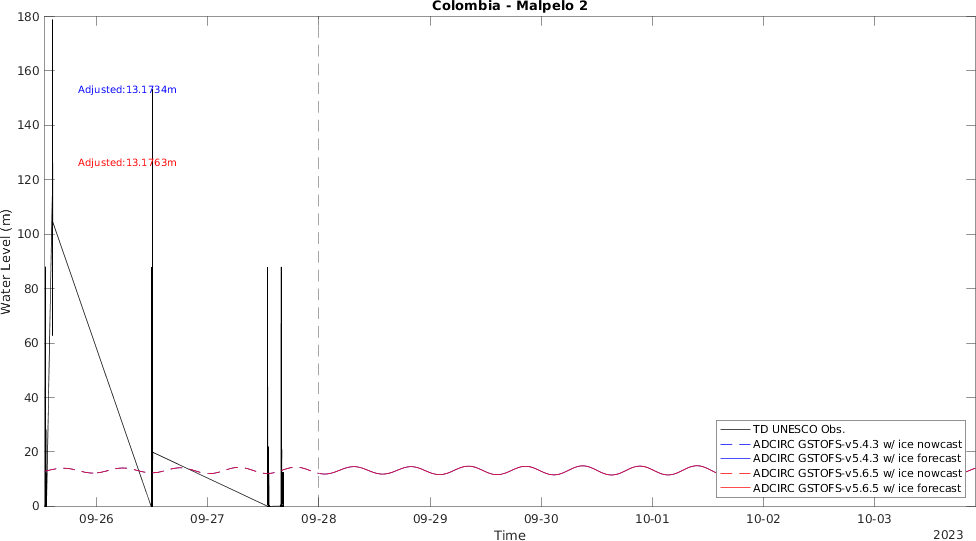 Colombia - Malpelo 2
180
160
140
120
100
80
60
40
20
0
Water Level (m)
Adjusted:13.1734m
Adjusted:13.1763m
TD UNESCO Obs.
ADCIRC GSTOFS-v5.4.3 w/ ice nowcast
ADCIRC GSTOFS-v5.4.3 w/ ice forecast
ADCIRC GSTOFS-v5.6.5 w/ ice nowcast
ADCIRC GSTOFS-v5.6.5 w/ ice forecast
09-26 09-27 09-28 09-29 09-30 10-01 10-02 10-03
Time
2023